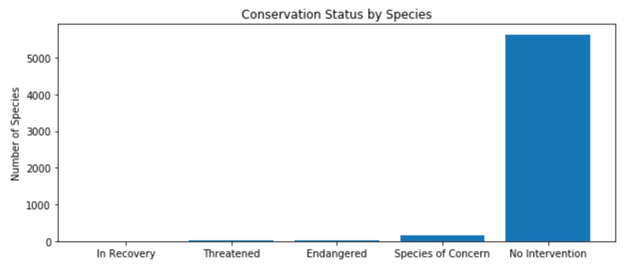 Conservation Status by Species
Number of Species
5000
4000
3000
2000
1000
0
In Recovery
Threatened
Endangered
Species of Concern
No Intervention